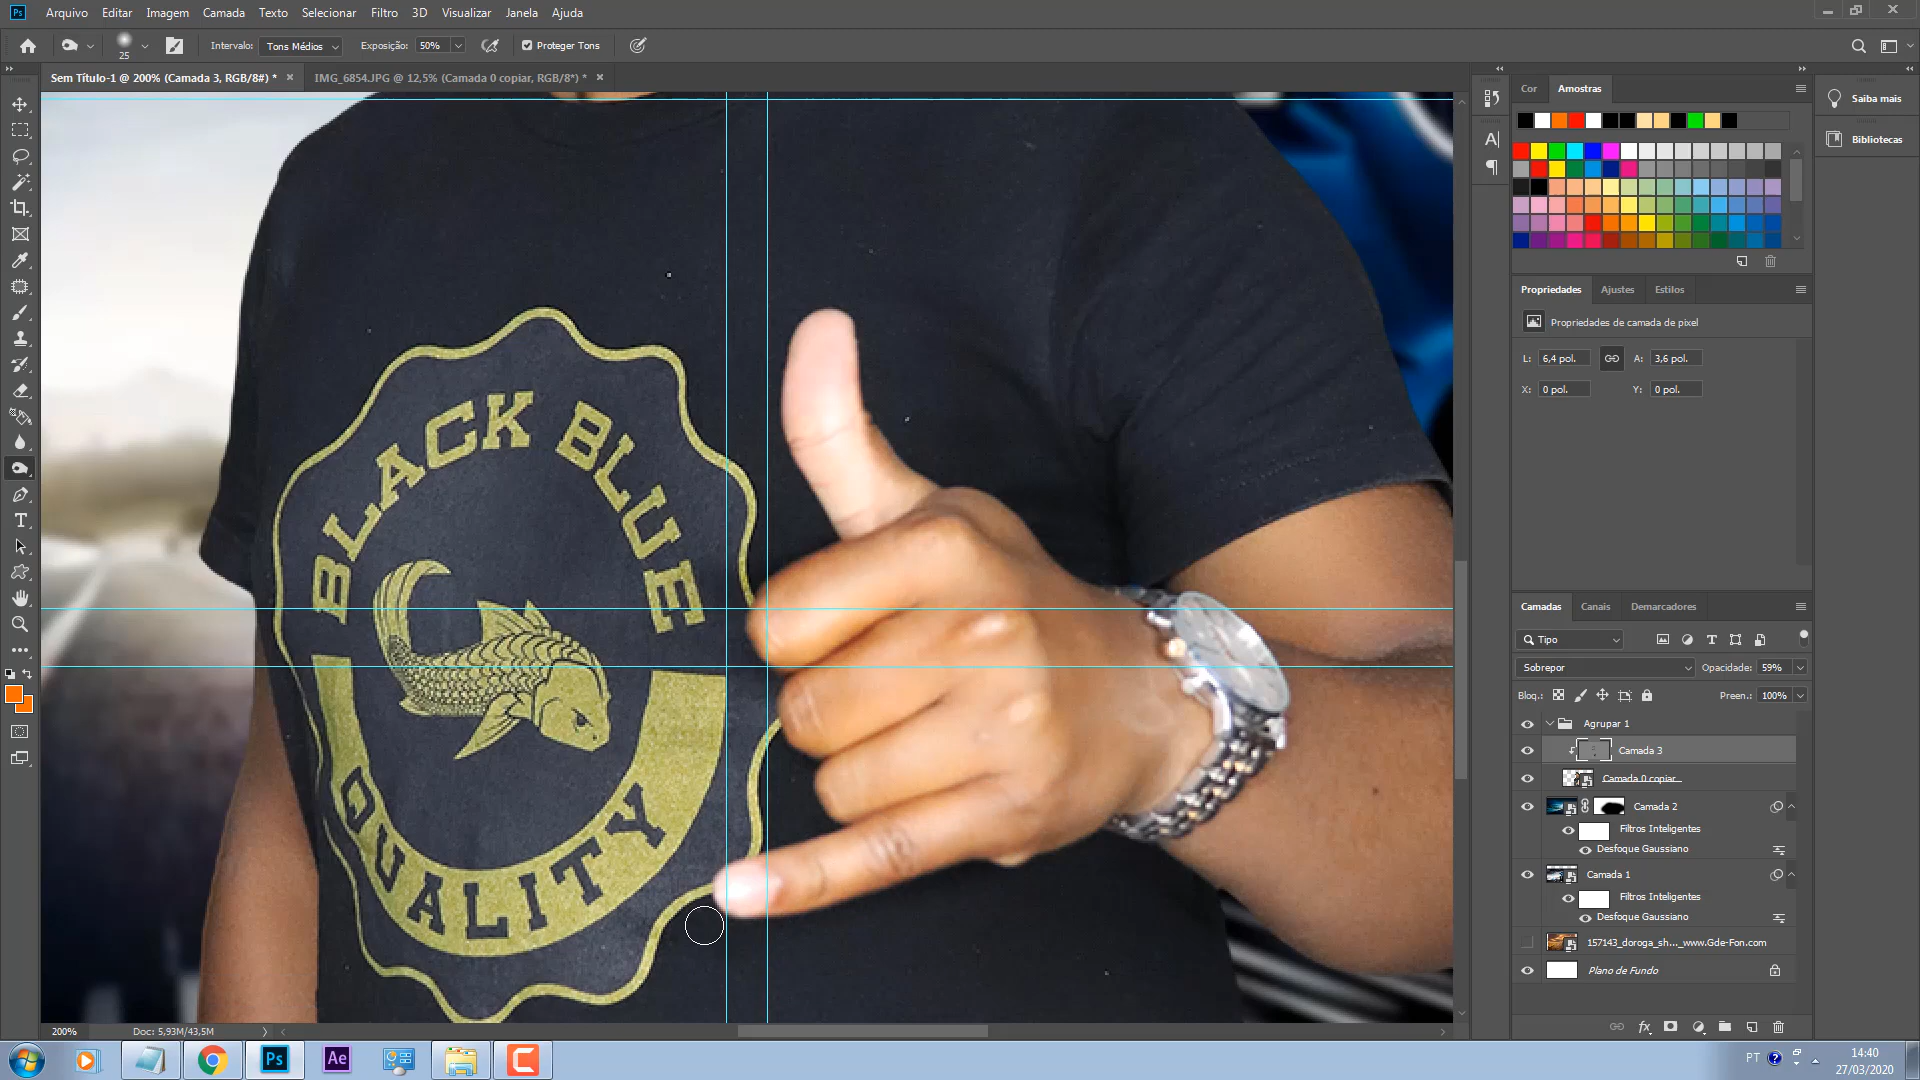 Arquivo Editar Imagem Camada Texto Selecionar Filtro 3D Visualizar Janela Ajuda
25 Intervalo: Tons Médios Exposição: 50% Proteger Tons
Sem Título-1 @ 200% (Camada 3, RGB/8#) * × IMG_6854.JPG @ 12,5% (Camada 0 copiar, RGB/8*) * ×
Cor Amostras
Saiba mais
Bibliotecas
BLACK BLUE
QUALITY
Propriedades Ajustes Estilos
Propriedades de camada de pixel
L: 6,4 pol. A: 3,6 pol.
X: 0 pol. Y: 0 pol.
Camadas Canais Demarcadores
Tipo
Sobrepor Opacidade: 59%
Bloq.: Preen.: 100%
Agrupar 1
Camada 3
Camada 0 copiar
Camada 2
Filtros Inteligentes
Desfoque Gaussiano
Camada 1
Filtros Inteligentes
Desfoque Gaussiano
157143_doroga_sh..._www.Gde-Fon.com
Plano de Fundo
200% Doc: 5,93M/43,5M
Ps Ae PT 14:40
27/03/2020